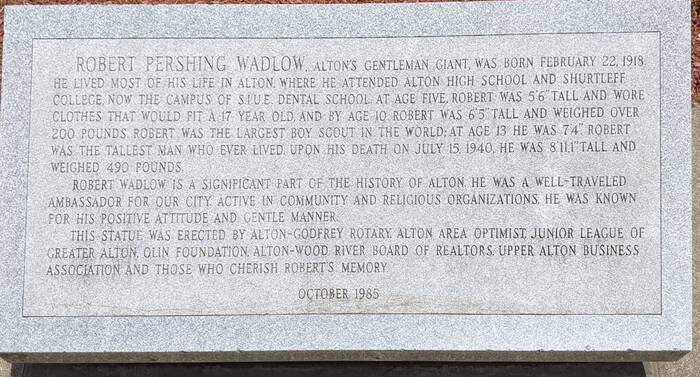 ROBERT PERSHING WADLOW, ALTON'S GENTLEMAN GIANT, WAS BORN FEBRUARY 22, 1918.
HE LIVED MOST OF HIS LIFE IN ALTON, WHERE HE ATTENDED ALTON HIGH SCHOOL AND SHURTLEFF
COLLEGE, NOW THE CAMPUS OF S.I.U.E. DENTAL SCHOOL. AT AGE FIVE, ROBERT WAS 5'6" TALL AND WORE
CLOTHES THAT WOULD FIT A 17 YEAR OLD, AND BY AGE 10, ROBERT WAS 6'5" TALL AND WEIGHED OVER
200 POUNDS. ROBERT WAS THE LARGEST BOY SCOUT IN THE WORLD; AT AGE 13 HE WAS 7'4". ROBERT
WAS THE TALLEST MAN WHO EVER LIVED. UPON HIS DEATH ON JULY 15, 1940, HE WAS 8'11.1" TALL AND
WEIGHED 490 POUNDS.
ROBERT WADLOW IS A SIGNIFICANT PART OF THE HISTORY OF ALTON. HE WAS A WELL-TRAVELED
AMBASSADOR FOR OUR CITY, ACTIVE IN COMMUNITY AND RELIGIOUS ORGANIZATIONS. HE WAS KNOWN
FOR HIS POSITIVE ATTITUDE AND GENTLE MANNER.
THIS STATUE WAS ERECTED BY ALTON-GODFREY ROTARY, ALTON AREA OPTIMIST, JUNIOR LEAGUE OF
GREATER ALTON, OLIN FOUNDATION, ALTON-WOOD RIVER BOARD OF REALTORS, UPPER ALTON BUSINESS
ASSOCIATION AND THOSE WHO CHERISH ROBERT'S MEMORY.
OCTOBER 1985